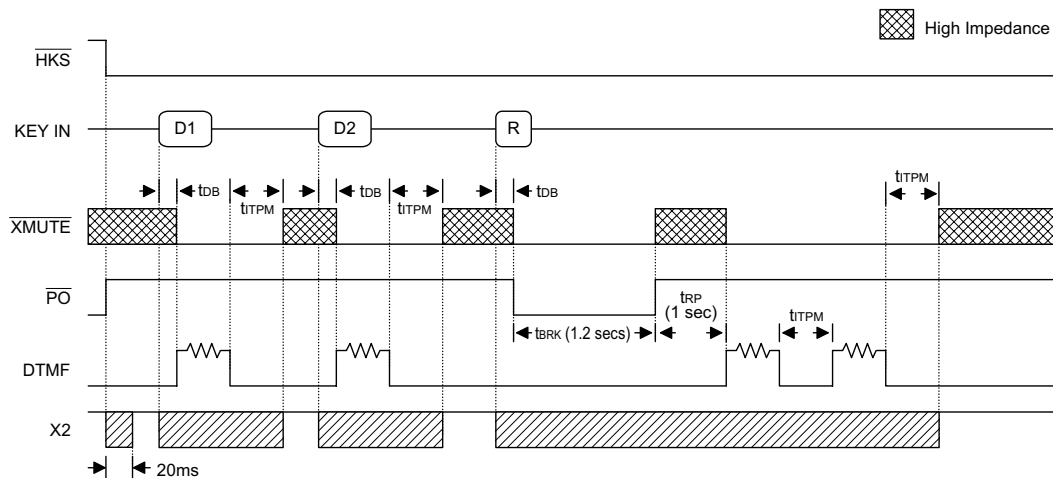 High Impedance
HKS
KEY IN
D1
D2
R
tDB
tITPM
tDB
tITPM
tDB
tITPM
XMUTE
PO
tBRK (1.2 secs)
tRP
(1 sec)
tITPM
DTMF
X2
20ms